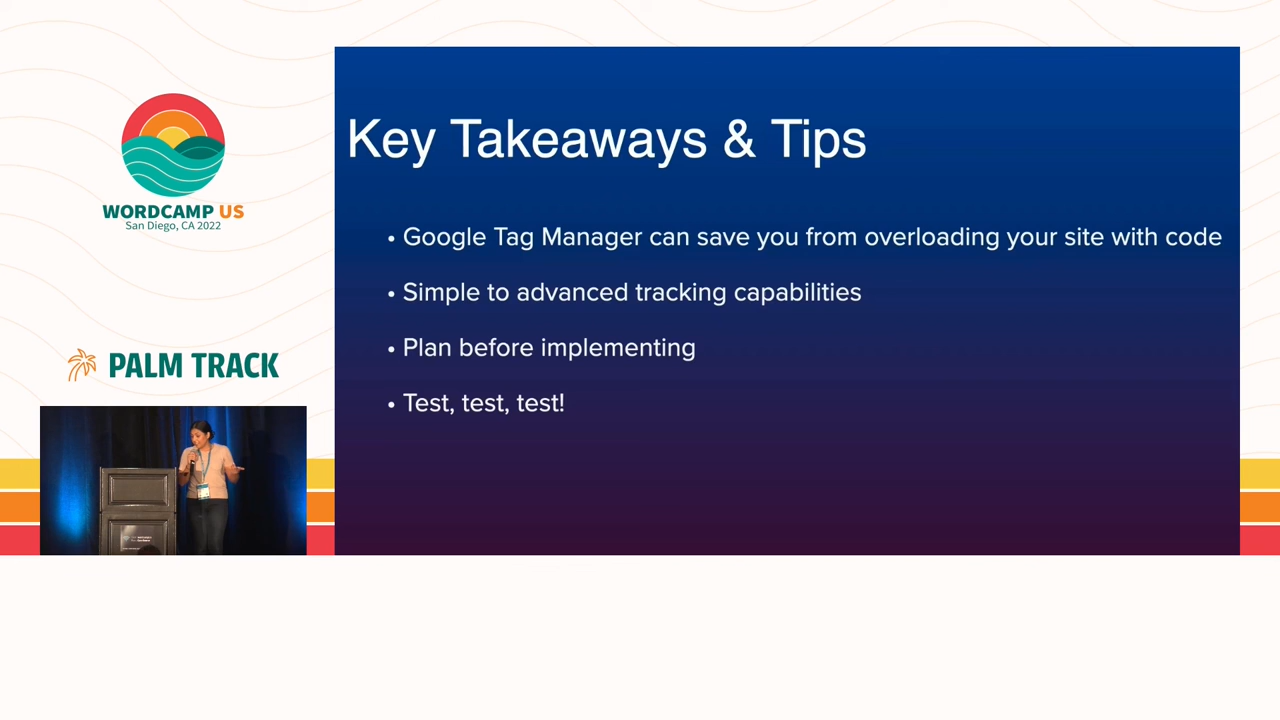 WORDCAMP US
San Diego, CA 2022
PALM TRACK
Key Takeaways & Tips
• Google Tag Manager can save you from overloading your site with code
• Simple to advanced tracking capabilities
• Plan before implementing
• Test, test, test!